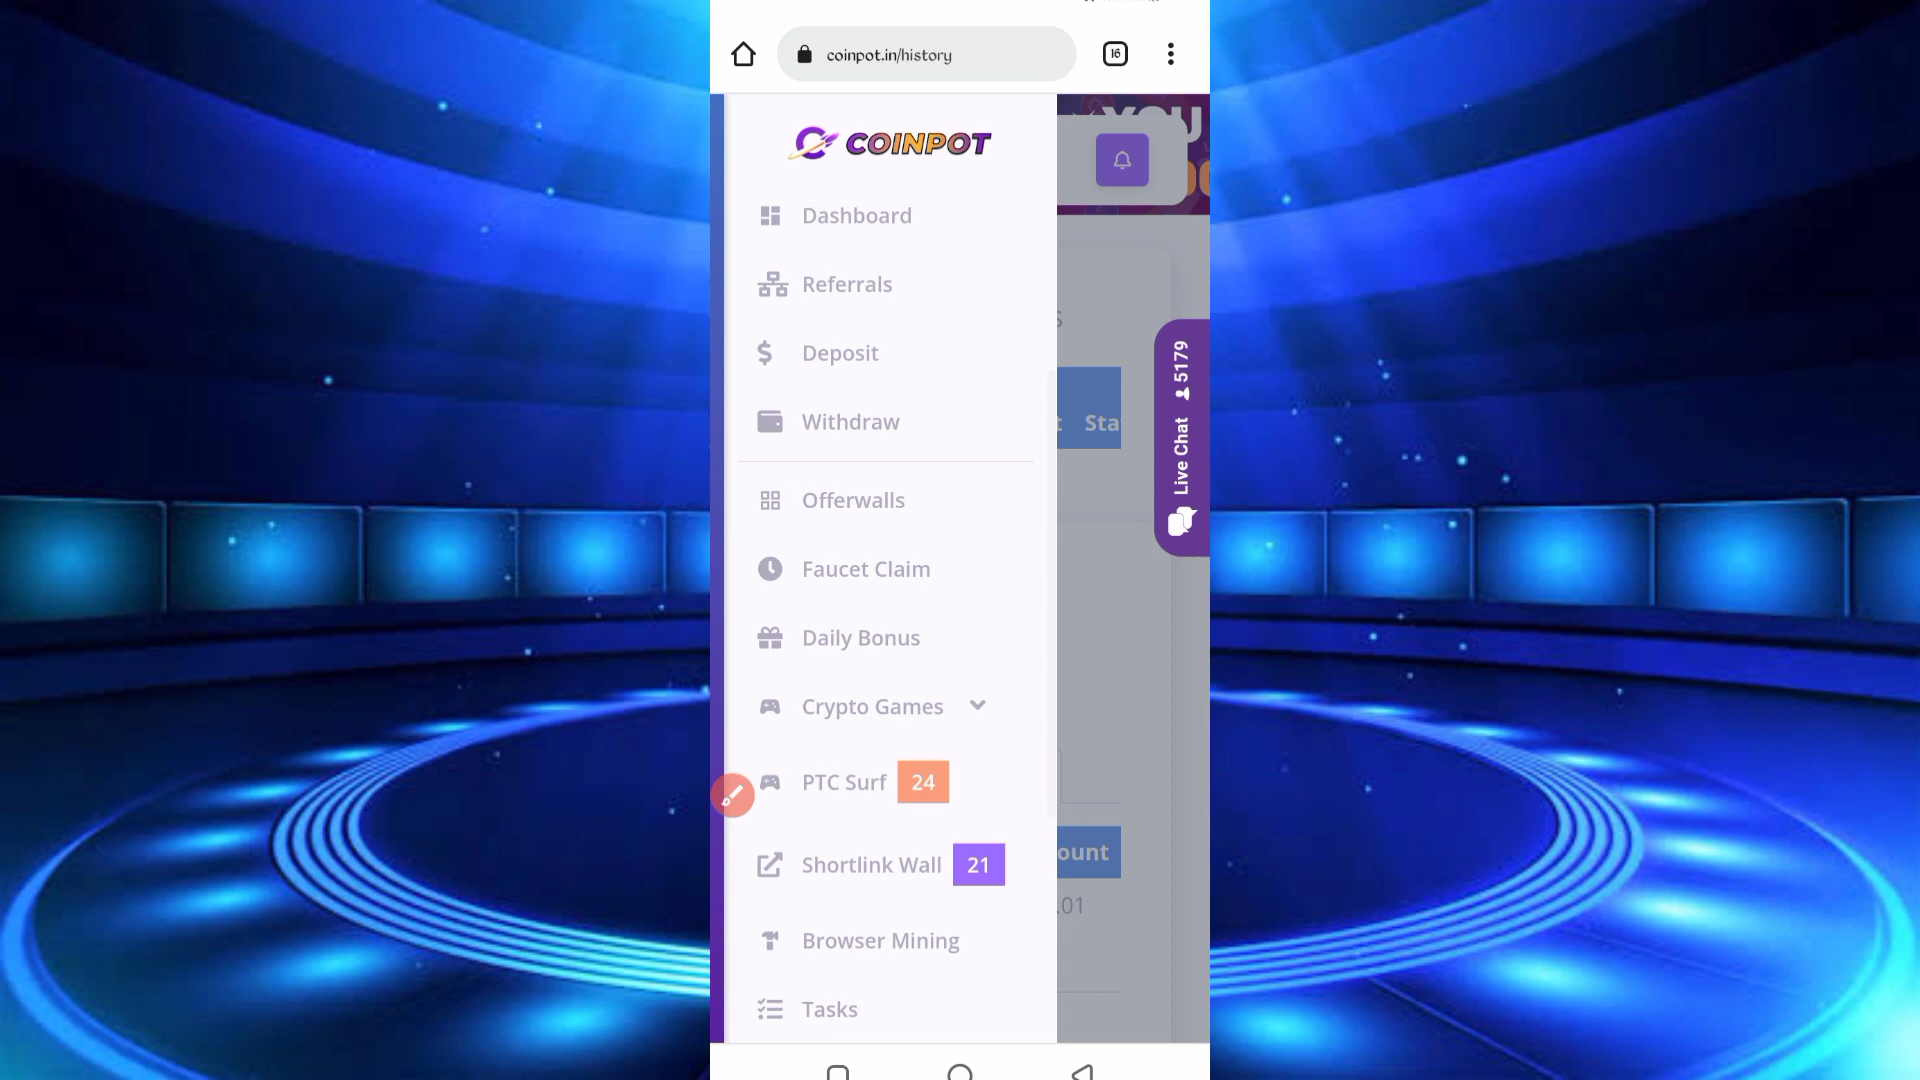 coinpot.in/history
16
YOU
COINPOT
Dashboard
Referrals
Deposit
Withdraw
Sta
5179
Live Chat
Offerwalls
Faucet Claim
Daily Bonus
Crypto Games
PTC Surf 24
Shortlink Wall 21
ount
.01
Browser Mining
Tasks